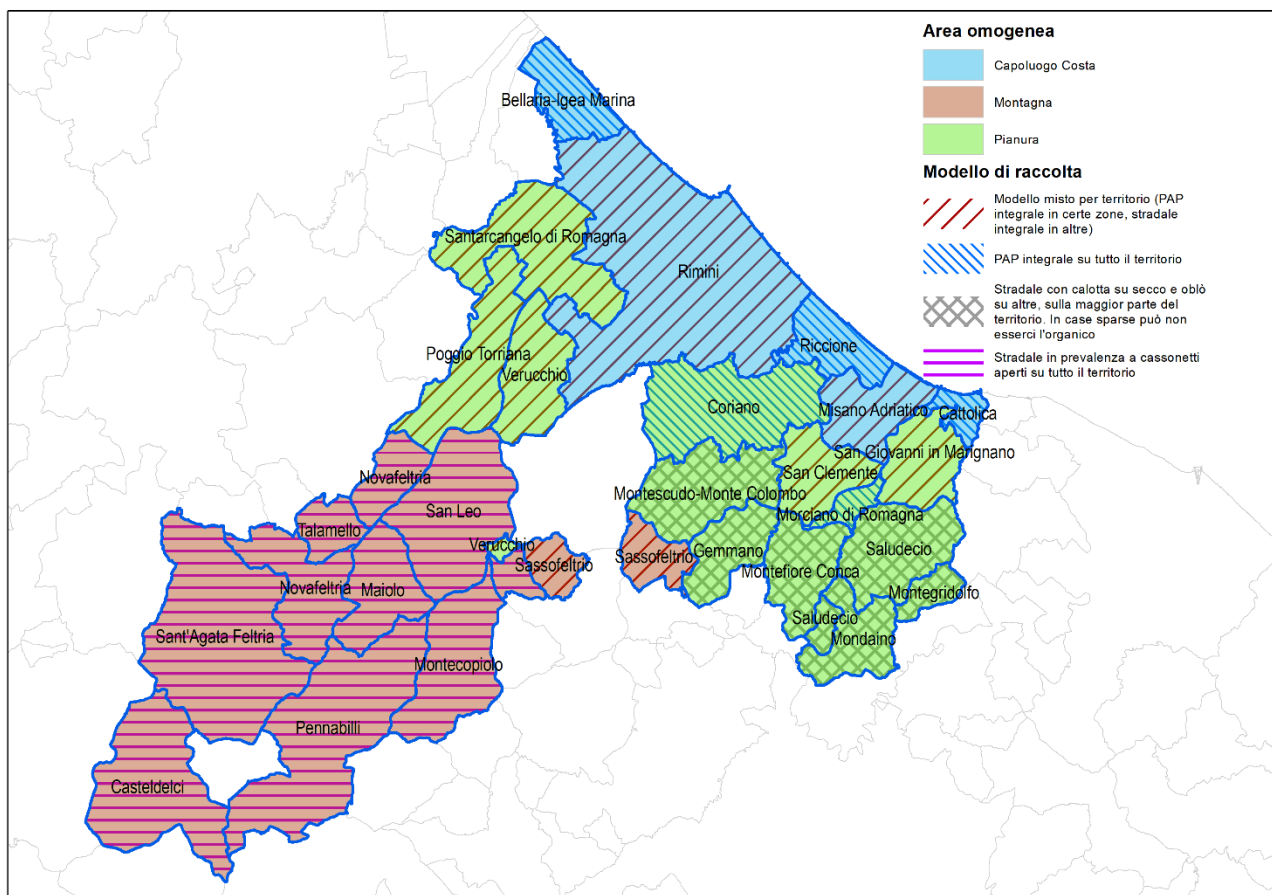 Area omogenea
Capoluogo Costa
Montagna
Pianura
Modello di raccolta
Modello misto per territorio (PAP
integrale in certe zone, stradale
integrale in altre)
PAP integrale su tutto il territorio
Stradale con calotta su secco e oblò
su altre, sulla maggior parte del
territorio. In case sparse può non
esserci l'organico
Stradale in prevalenza a cassonetti
aperti su tutto il territorio
Bellaria-Igea Marina
Santarcangelo di Romagna
Rimini
Poggio Torriana
Verucchio
Riccione
Coriano
Misano Adriatico
Cattolica
San Giovanni in Marignano
San Clemente
Novafeltria
Montescudo-Monte Colombo
San Leo
Morciano di Romagna
Talamello
Verucchio
Sassofeltrio
Sassofeltrio
Gemmano
Saludecio
Montefiore Conca
Novafeltria
Maiolo
Montegridolfo
Saludecio
Sant'Agata Feltria
Mondaino
Montecopiolo
Pennabilli
Casteldelci